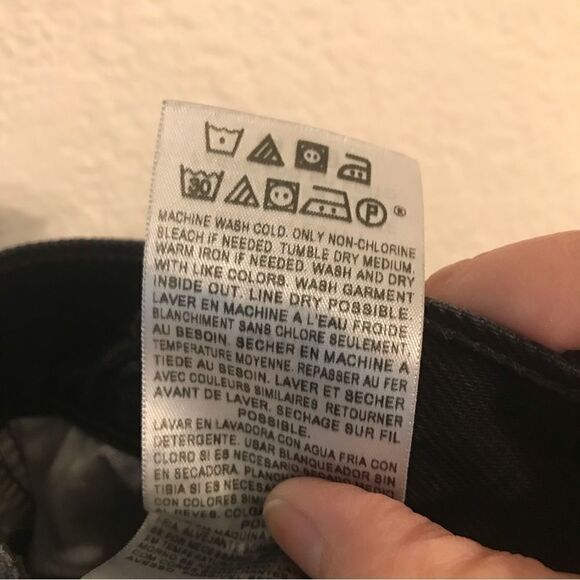 30 P ®
MACHINE WASH COLD. ONLY NON-CHLORINE
BLEACH IF NEEDED. TUMBLE DRY MEDIUM.
WARM IRON IF NEEDED. WASH AND DRY
WITH LIKE COLORS. WASH GARMENT
INSIDE OUT. LINE DRY POSSIBLE.
LAVER EN MACHINE A L'EAU FROIDE
BLANCHIMENT SANS CHLORE SEULEMENT
AU BESOIN. SECHER EN MACHINE A
TEMPERATURE MOYENNE. REPASSER AU FER
TIEDE AU BESOIN. LAVER ET SECHER
AVEC COULEURS SIMILAIRES RETOURNER
AVANT DE LAVER. SECHAGE SUR FIL
POSSIBLE.
LAVAR EN LAVADORA CON AGUA FRIA CON
DETERGENTE. USAR BLANQUEADOR SIN
CLORO SI ES NECESARIO. SECADO MEDIO
EN SECADORA.
TIBIA SI ES
CON COLORES